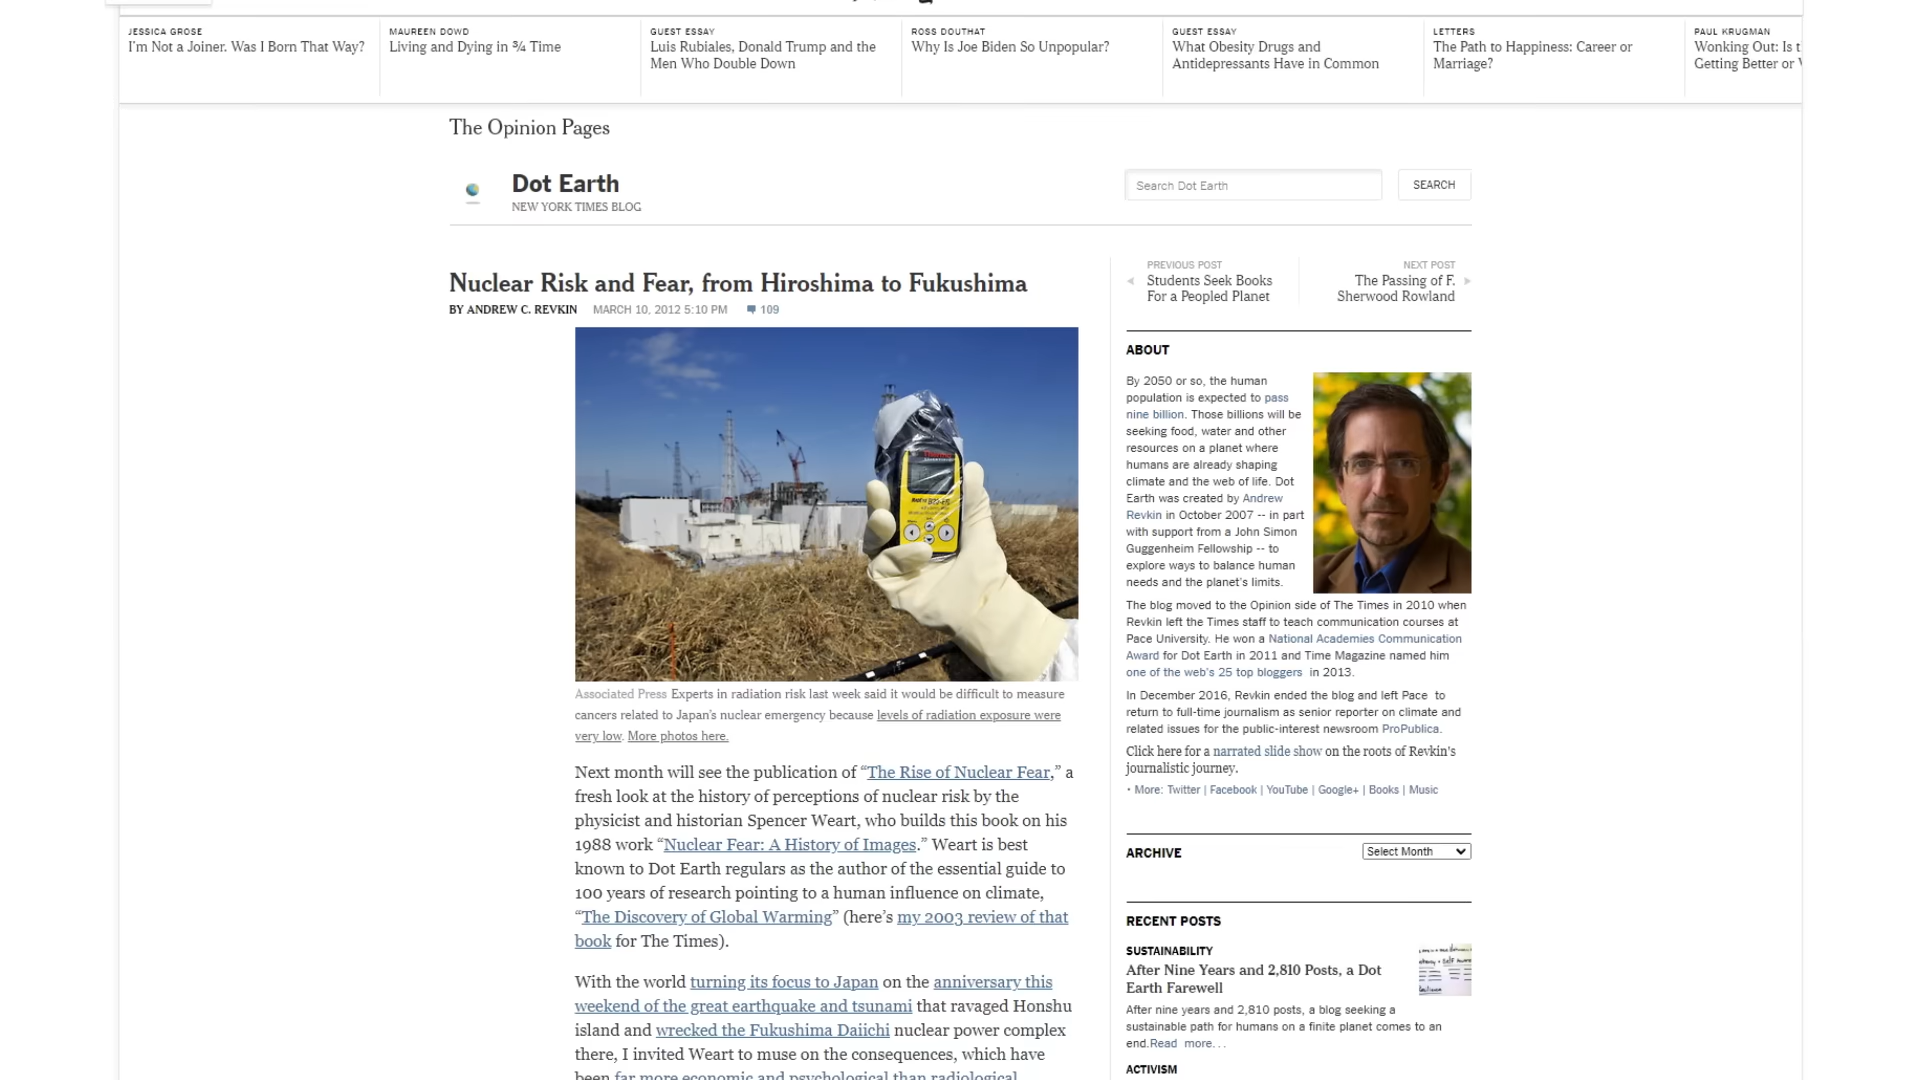 JESSICA GROSE
I'm Not a Joiner. Was I Born That Way?
MAUREEN DOWD
Living and Dying in ¾ Time
GUEST ESSAY
Luis Rubiales, Donald Trump and the
Men Who Double Down
ROSS DOUTHAT
Why Is Joe Biden So Unpopular?
GUEST ESSAY
What Obesity Drugs and
Antidepressants Have in Common
LETTERS
The Path to Happiness: Career or
Marriage?
PAUL KRUGMAN
Wonking Out: Is
Getting Better or
The Opinion Pages
Dot Earth
NEW YORK TIMES BLOG
Search Dot Earth
SEARCH
Nuclear Risk and Fear, from Hiroshima to Fukushima
BY ANDREW C. REVKIN MARCH 10, 2012 5:10 PM 109
Associated Press Experts in radiation risk last week said it would be difficult to measure
cancers related to Japan's nuclear emergency because levels of radiation exposure were
very low. More photos here.
Next month will see the publication of “The Rise of Nuclear Fear,” a
fresh look at the history of perceptions of nuclear risk by the
physicist and historian Spencer Weart, who builds this book on his
1988 work “Nuclear Fear: A History of Images.” Weart is best
known to Dot Earth regulars as the author of the essential guide to
100 years of research pointing to a human influence on climate,
“The Discovery of Global Warming” (here’s my 2003 review of that
book for The Times).
With the world turning its focus to Japan on the anniversary this
weekend of the great earthquake and tsunami that ravaged Honshu
island and wrecked the Fukushima Daiichi nuclear power complex
there, I invited Weart to muse on the consequences, which have
been far more economic and psychological than radiological.
PREVIOUS POST
Students Seek Books
For a Peopled Planet
NEXT POST
The Passing of F.
Sherwood Rowland
ABOUT
By 2050 or so, the human
population is expected to pass
nine billion. Those billions will be
seeking food, water and other
resources on a planet where
humans are already shaping
climate and the web of life. Dot
Earth was created by Andrew
Revkin in October 2007 -- in part
with support from a John Simon
Guggenheim Fellowship -- to
explore ways to balance human
needs and the planet's limits.
The blog moved to the Opinion side of The Times in 2010 when
Revkin left the Times staff to teach communication courses at
Pace University. He won a National Academies Communication
Award for Dot Earth in 2011 and Time Magazine named him
one of the web's 25 top bloggers in 2013.
In December 2016, Revkin ended the blog and left Pace to
return to full-time journalism as senior reporter on climate and
related issues for the public-interest newsroom ProPublica.
Click here for a narrated slide show on the roots of Revkin's
journalistic journey.
• More: Twitter | Facebook | YouTube | Google+ | Books | Music
ARCHIVE
Select Month
RECENT POSTS
SUSTAINABILITY
After Nine Years and 2,810 Posts, a Dot
Earth Farewell
After nine years and 2,810 posts, a blog seeking a
sustainable path for humans on a finite planet comes to an
end.Read more…
ACTIVISM